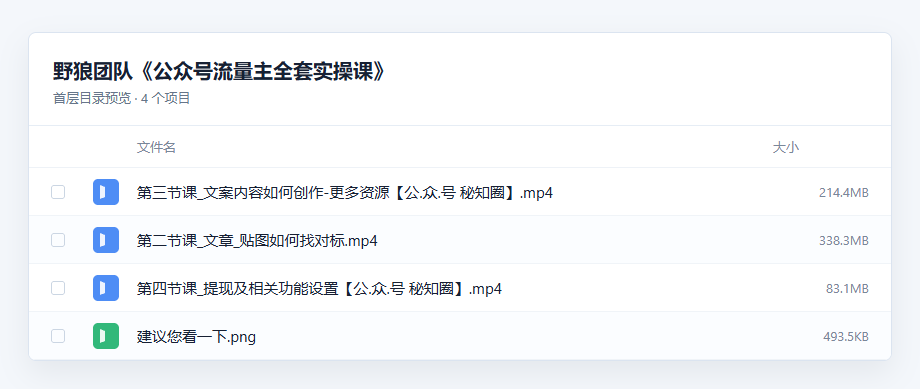 野狼团队《公众号流量主全套实操课》
首层目录预览 · 4 个项目
文件名 大小
第三节课_文案内容如何创作-更多资源【公.众.号 秘知圈】.mp4 214.4MB
第二节课_文章_贴图如何找对标.mp4 338.3MB
第四节课_提现及相关功能设置【公.众.号 秘知圈】.mp4 83.1MB
建议您看一下.png 493.5KB